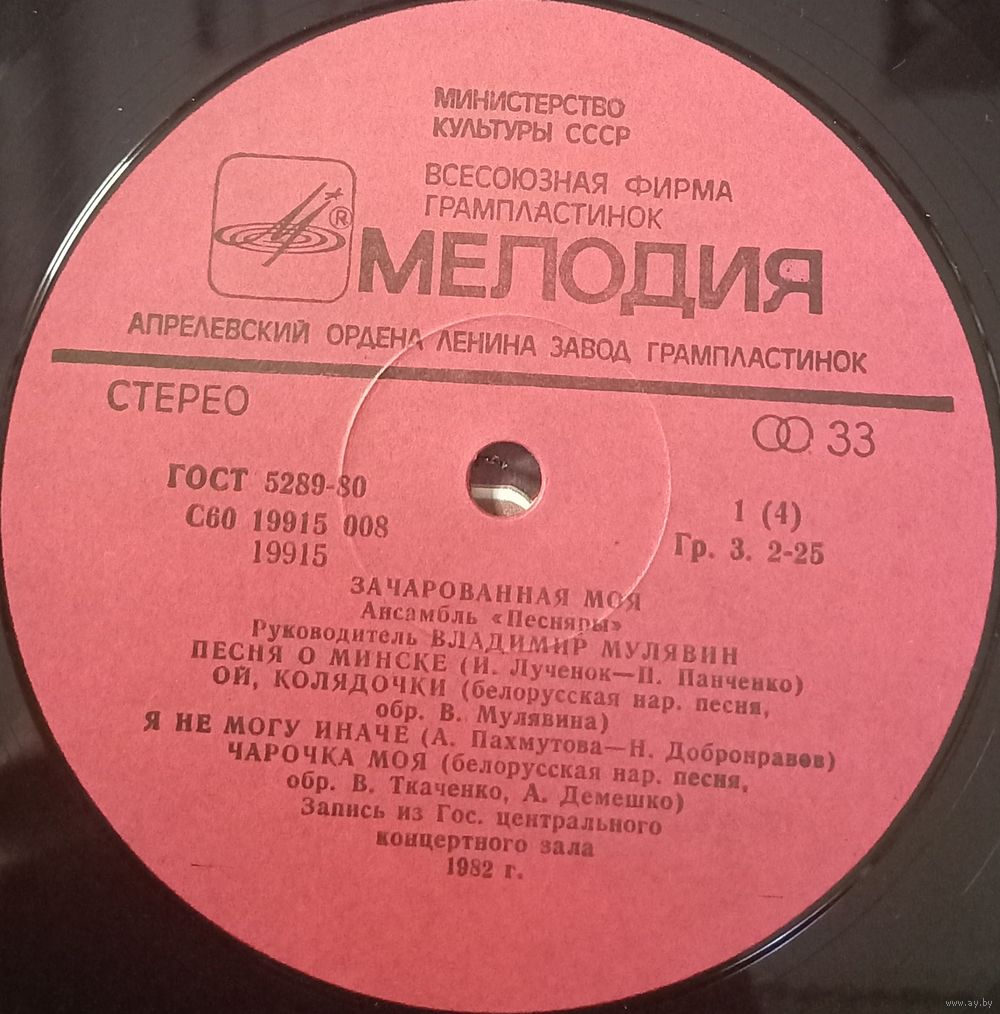 МИНИСТЕРСТВО
КУЛЬТУРЫ СССР
ВСЕСОЮЗНАЯ ФИРМА
ГРАМПЛАСТИНОК
®
МЕЛОДИЯ
АПРЕЛЕВСКИЙ ОРДЕНА ЛЕНИНА ЗАВОД ГРАМПЛАСТИНОК
СТЕРЕО
33
ГОСТ 5289-80
С60 19915 008
19915
1 (4)
Гр. 3. 2-25
ЗАЧАРОВАННАЯ МОЯ
Ансамбль «Песняры»
Руководитель ВЛАДИМИР МУЛЯВИН
ПЕСНЯ О МИНСКЕ (И. Лученок—П. Панченко)
ОЙ, КОЛЯДОЧКИ (белорусская нар. песня,
обр. В. Мулявина)
Я НЕ МОГУ ИНАЧЕ (А. Пахмутова—Н. Добронравов)
ЧАРОЧКА МОЯ (белорусская нар. песня,
обр. В. Ткаченко, А. Демешко)
Запись из Гос. центрального
концертного зала
1982 г.
www.ay.by